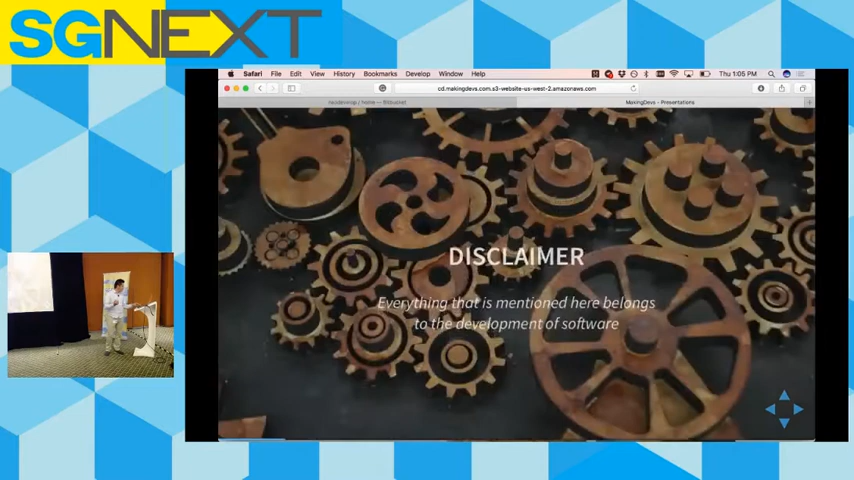 SGNEXT
Safari File Edit View History Bookmarks Develop Window Help
Thu 1:05 PM
cd.makingdevs.com.s3-website-us-west-2.amazonaws.com
MakingDevs - Presentations
DISCLAIMER
Everything that is mentioned here belongs
to the development of software